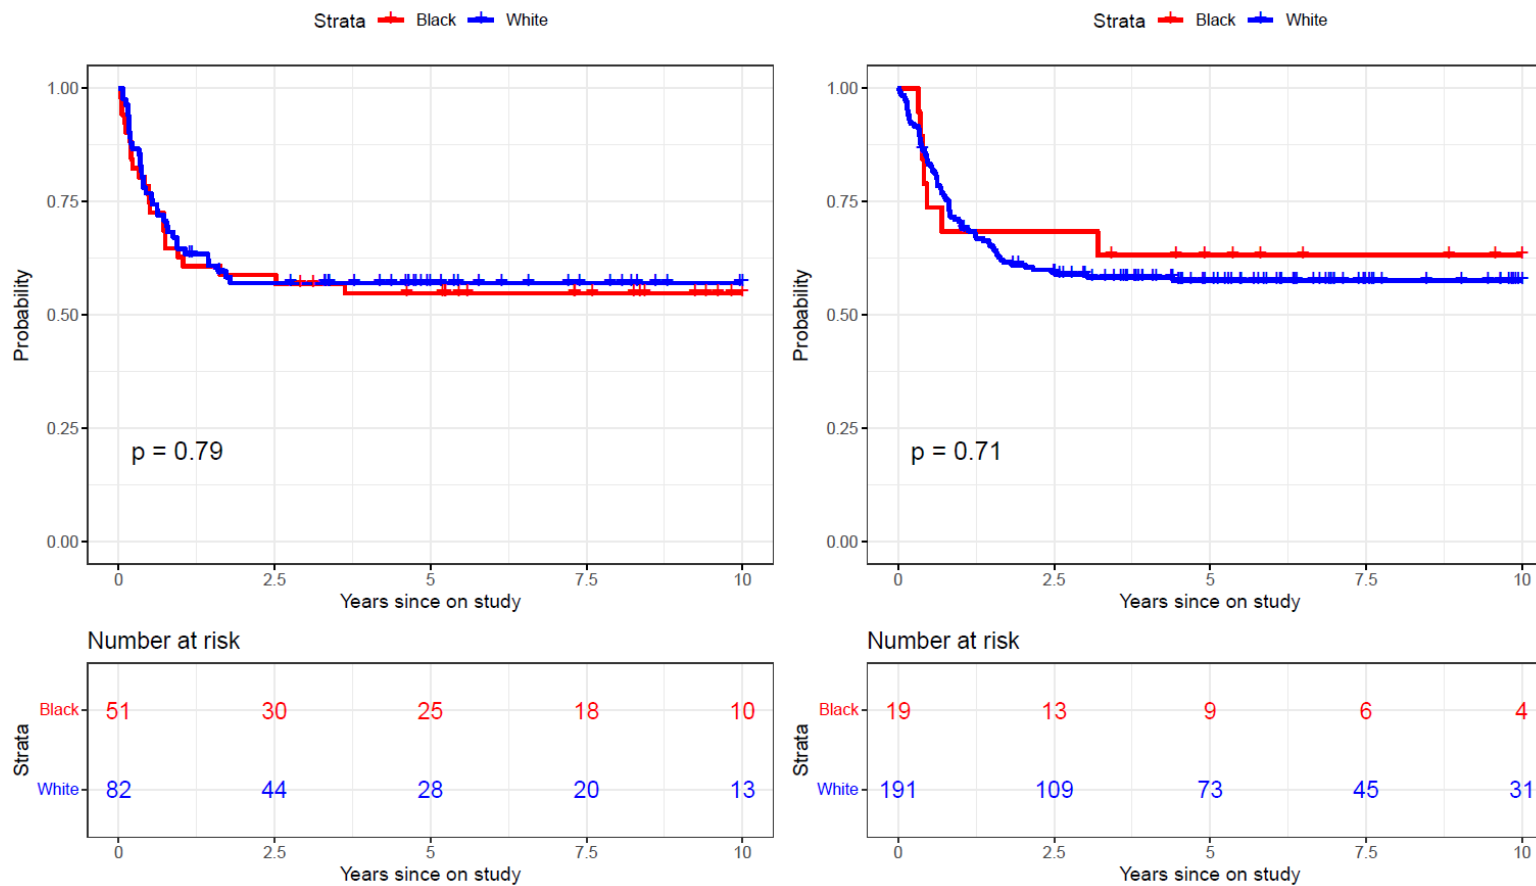 Strata Black White
1.00
0.75
0.50
0.25
0.00
Probability
p = 0.79
0 2.5 5 7.5 10
Years since on study
Number at risk
Strata
Black 51 30 25 18 10
White 82 44 28 20 13
0 2.5 5 7.5 10
Years since on study
Strata Black White
1.00
0.75
0.50
0.25
0.00
Probability
p = 0.71
0 2.5 5 7.5 10
Years since on study
Number at risk
Strata
Black 19 13 9 6 4
White 191 109 73 45 31
0 2.5 5 7.5 10
Years since on study